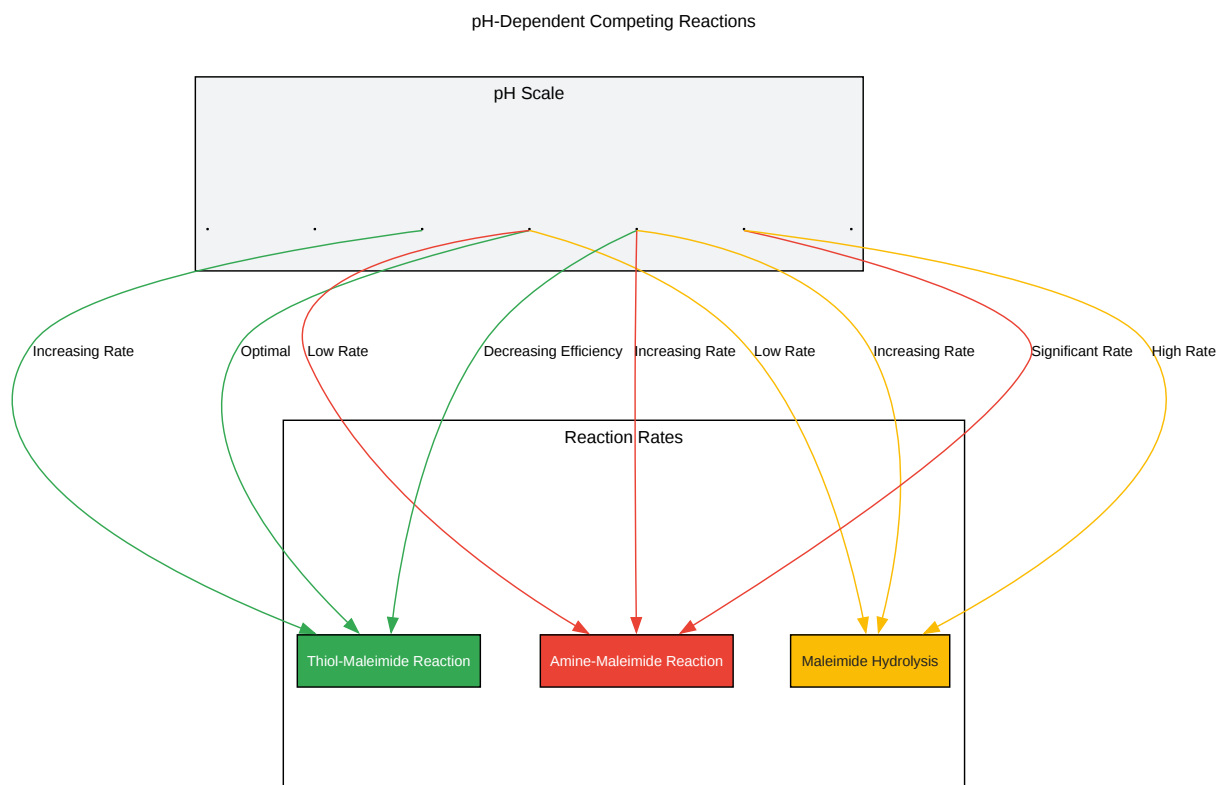 pH-Dependent Competing Reactions
pH Scale
Increasing Rate
Optimal
Low Rate
Decreasing Efficiency
Increasing Rate
Low Rate
Increasing Rate
Significant Rate
High Rate
Reaction Rates
Thiol-Maleimide Reaction
Amine-Maleimide Reaction
Maleimide Hydrolysis